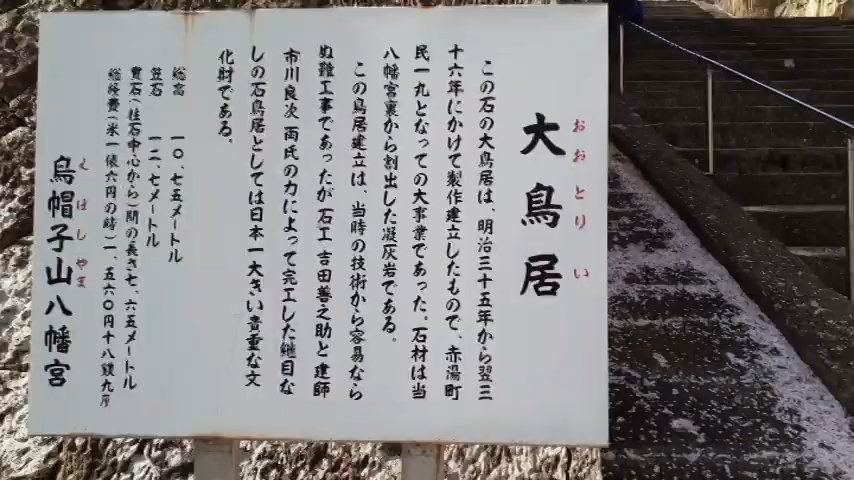 大鳥居
おおとりい
この石の大鳥居は、明治三十五年から翌三
十六年にかけて製作建立したもので、赤湯町
民一丸となっての大事業であった。石材は当
八幡宮裏から割出した凝灰岩である。
この鳥居建立は、当時の技術から容易なら
ぬ難工事であったが石工 吉田善之助と建師
市川良次 両氏の力によって完工した継目な
しの石鳥居としては日本一大きい貴重な文
化財である。
総高 一〇、七五メートル
笠石 一二、七メートル
貫石(柱石中心から)間の長さ七、六五メートル
総経費(米一俵六円の時)一、五六〇円十八銭九厘
烏帽子山八幡宮
えぼしやま